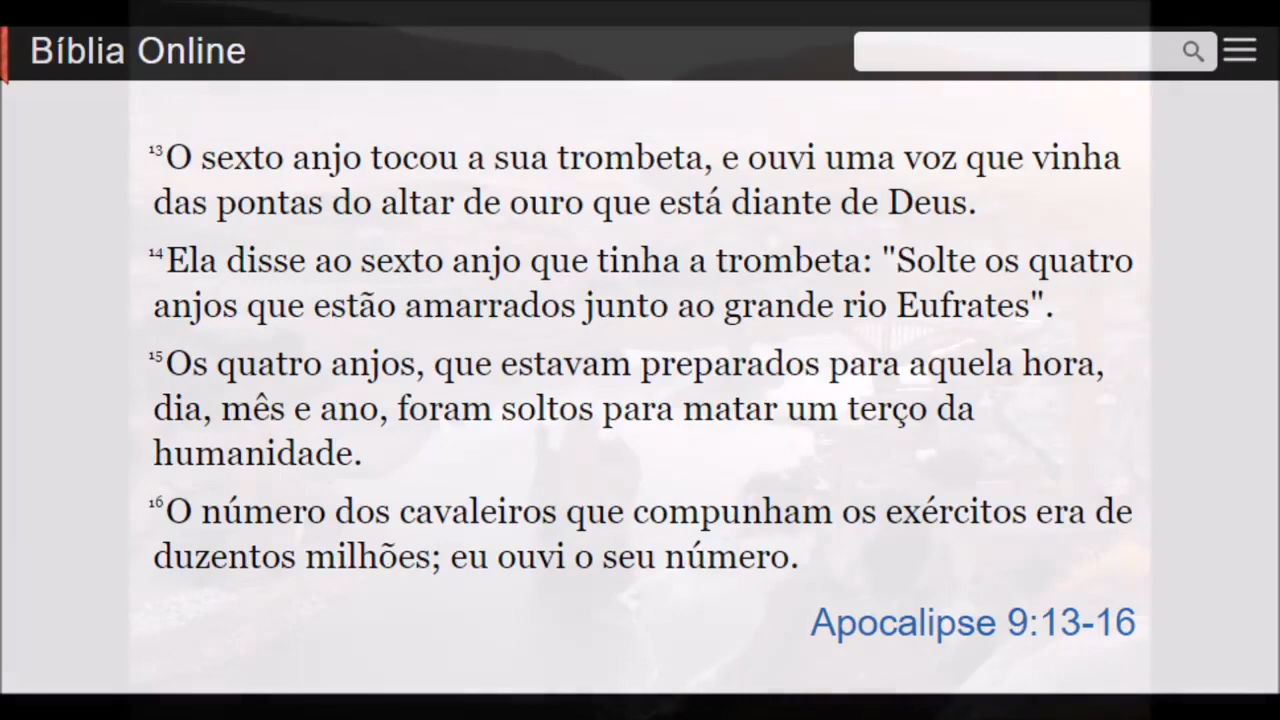 Bíblia Online
¹³O sexto anjo tocou a sua trombeta, e ouvi uma voz que vinha
das pontas do altar de ouro que está diante de Deus.
¹⁴Ela disse ao sexto anjo que tinha a trombeta: "Solte os quatro
anjos que estão amarrados junto ao grande rio Eufrates".
¹⁵Os quatro anjos, que estavam preparados para aquela hora,
dia, mês e ano, foram soltos para matar um terço da
humanidade.
¹⁶O número dos cavaleiros que compunham os exércitos era de
duzentos milhões; eu ouvi o seu número.
Apocalipse 9:13-16